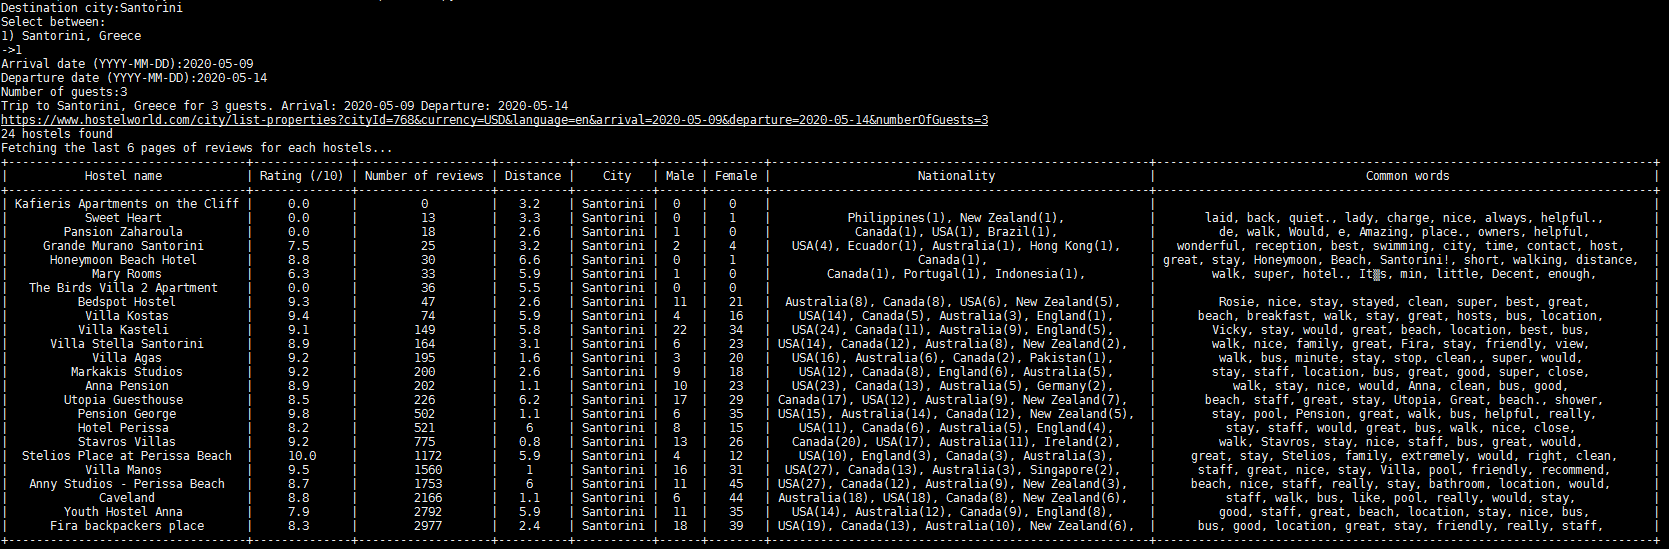 Destination city:Santorini
Select between:
1) Santorini, Greece
->1
Arrival date (YYYY-MM-DD):2020-05-09
Departure date (YYYY-MM-DD):2020-05-14
Number of guests:3
Trip to Santorini, Greece for 3 guests. Arrival: 2020-05-09 Departure: 2020-05-14
https://www.hostelworld.com/city/list-properties?cityId=768&currency=USD&language=en&arrival=2020-05-09&departure=2020-05-14&numberOfGuests=3
24 hostels found
Fetching the last 6 pages of reviews for each hostels...
| Hostel name | Rating (/10) | Number of reviews | Distance | City | Male | Female | Nationality | Common words |
| Kafieris Apartments on the Cliff | 0.0 | 0 | 3.2 | Santorini | 0 | 0 | | |
| Sweet Heart | 0.0 | 13 | 3.3 | Santorini | 0 | 1 | Philippines(1), New Zealand(1), | laid, back, quiet., lady, charge, nice, always, helpful., |
| Pansion Zaharoula | 0.0 | 18 | 2.6 | Santorini | 1 | 0 | Canada(1), USA(1), Brazil(1), | de, walk, Would, e, Amazing, place., owners, helpful, |
| Grande Murano Santorini | 7.5 | 25 | 3.2 | Santorini | 2 | 4 | USA(4), Ecuador(1), Australia(1), Hong Kong(1), | wonderful, reception, best, swimming, city, time, contact, host, |
| Honeymoon Beach Hotel | 8.8 | 30 | 6.6 | Santorini | 0 | 1 | Canada(1), | great, stay, Honeymoon, Beach, Santorini!, short, walking, distance, |
| Mary Rooms | 6.3 | 33 | 5.9 | Santorini | 1 | 0 | Canada(1), Portugal(1), Indonesia(1), | walk, super, hotel., It▒s, min, little, Decent, enough, |
| The Birds Villa 2 Apartment | 0.0 | 36 | 5.5 | Santorini | 0 | 0 | | |
| Bedspot Hostel | 9.3 | 47 | 2.6 | Santorini | 11 | 21 | Australia(8), Canada(8), USA(6), New Zealand(5), | Rosie, nice, stay, stayed, clean, super, best, great, |
| Villa Kostas | 9.4 | 74 | 5.9 | Santorini | 4 | 16 | USA(14), Canada(5), Australia(3), England(1), | beach, breakfast, walk, stay, great, hosts, bus, location, |
| Villa Kasteli | 9.1 | 149 | 5.8 | Santorini | 22 | 34 | USA(24), Canada(11), Australia(9), England(5), | Vicky, stay, would, great, beach, location, best, bus, |
| Villa Stella Santorini | 8.9 | 164 | 3.1 | Santorini | 6 | 23 | USA(14), Canada(12), Australia(8), New Zealand(2), | walk, nice, family, great, Fira, stay, friendly, view, |
| Villa Agas | 9.2 | 195 | 1.6 | Santorini | 3 | 20 | USA(16), Australia(6), Canada(2), Pakistan(1), | walk, bus, minute, stay, stop, clean,, super, would, |
| Markakis Studios | 9.2 | 200 | 2.6 | Santorini | 9 | 18 | USA(12), Canada(8), England(6), Australia(5), | stay, staff, location, bus, great, good, super, close, |
| Anna Pension | 8.9 | 202 | 1.1 | Santorini | 10 | 23 | USA(23), Canada(13), Australia(5), Germany(2), | walk, stay, nice, would, Anna, clean, bus, good, |
| Utopia Guesthouse | 8.5 | 226 | 6.2 | Santorini | 17 | 29 | Canada(17), USA(12), Australia(9), New Zealand(7), | beach, staff, great, stay, Utopia, Great, beach., shower, |
| Pension George | 9.8 | 502 | 1.1 | Santorini | 6 | 35 | USA(15), Australia(14), Canada(12), New Zealand(5), | stay, pool, Pension, great, walk, bus, helpful, really, |
| Hotel Perissa | 8.2 | 521 | 6 | Santorini | 8 | 15 | USA(11), Canada(6), Australia(5), England(4), | stay, staff, would, great, bus, walk, nice, close, |
| Stavros Villas | 9.2 | 775 | 0.8 | Santorini | 13 | 26 | Canada(20), USA(17), Australia(11), Ireland(2), | walk, Stavros, stay, nice, staff, bus, great, would, |
| Stelios Place at Perissa Beach | 10.0 | 1172 | 5.9 | Santorini | 4 | 12 | USA(10), England(3), Canada(3), Australia(3), | great, stay, Stelios, family, extremely, would, right, clean, |
| Villa Manos | 9.5 | 1560 | 1 | Santorini | 16 | 31 | USA(27), Canada(13), Australia(3), Singapore(2), | staff, great, nice, stay, Villa, pool, friendly, recommend, |
| Anny Studios - Perissa Beach | 8.7 | 1753 | 6 | Santorini | 11 | 45 | USA(27), Canada(12), Australia(9), New Zealand(3), | beach, nice, staff, really, stay, bathroom, location, would, |
| Caveland | 8.8 | 2166 | 1.1 | Santorini | 6 | 44 | Australia(18), USA(18), Canada(8), New Zealand(6), | staff, walk, bus, like, pool, really, would, stay, |
| Youth Hostel Anna | 7.9 | 2792 | 5.9 | Santorini | 11 | 35 | USA(14), Australia(12), Canada(9), England(8), | good, staff, great, beach, location, stay, nice, bus, |
| Fira backpackers place | 8.3 | 2977 | 2.4 | Santorini | 18 | 39 | USA(19), Canada(13), Australia(10), New Zealand(6), | bus, good, location, great, stay, friendly, really, staff, |